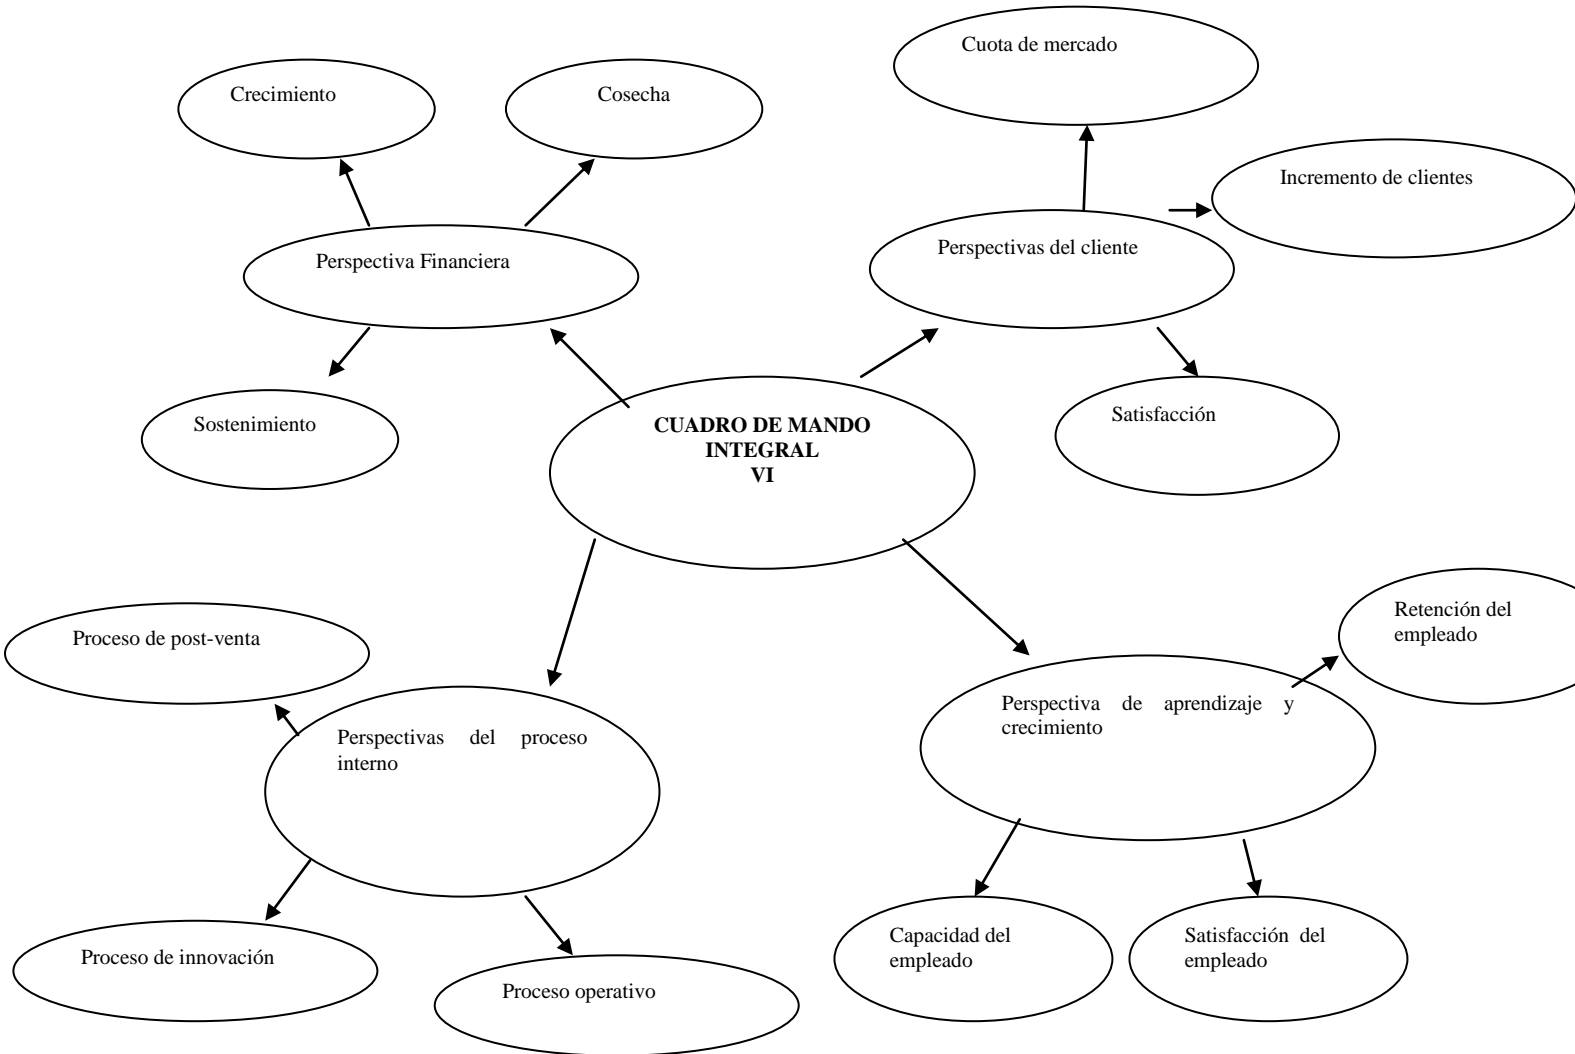 Cuota de mercado
Crecimiento
Cosecha
Incremento de clientes
Perspectiva Financiera
Perspectivas del cliente
Sostenimiento
CUADRO DE MANDO
INTEGRAL
VI
Satisfacción
Proceso de post-venta
Retención del
empleado
Perspectivas del proceso
interno
Perspectiva de aprendizaje y
crecimiento
Proceso de innovación
Proceso operativo
Capacidad del
empleado
Satisfacción del
empleado